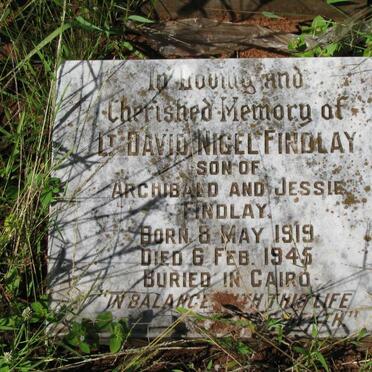 In Loving and
Cherished Memory of
LT DAVID NIGEL FINDLAY
SON OF
ARCHIBALD AND JESSIE
FINDLAY
BORN 8 MAY 1919
DIED 6 FEB. 1945
BURIED IN CAIRO
"IN BALANCE WITH THIS LIFE